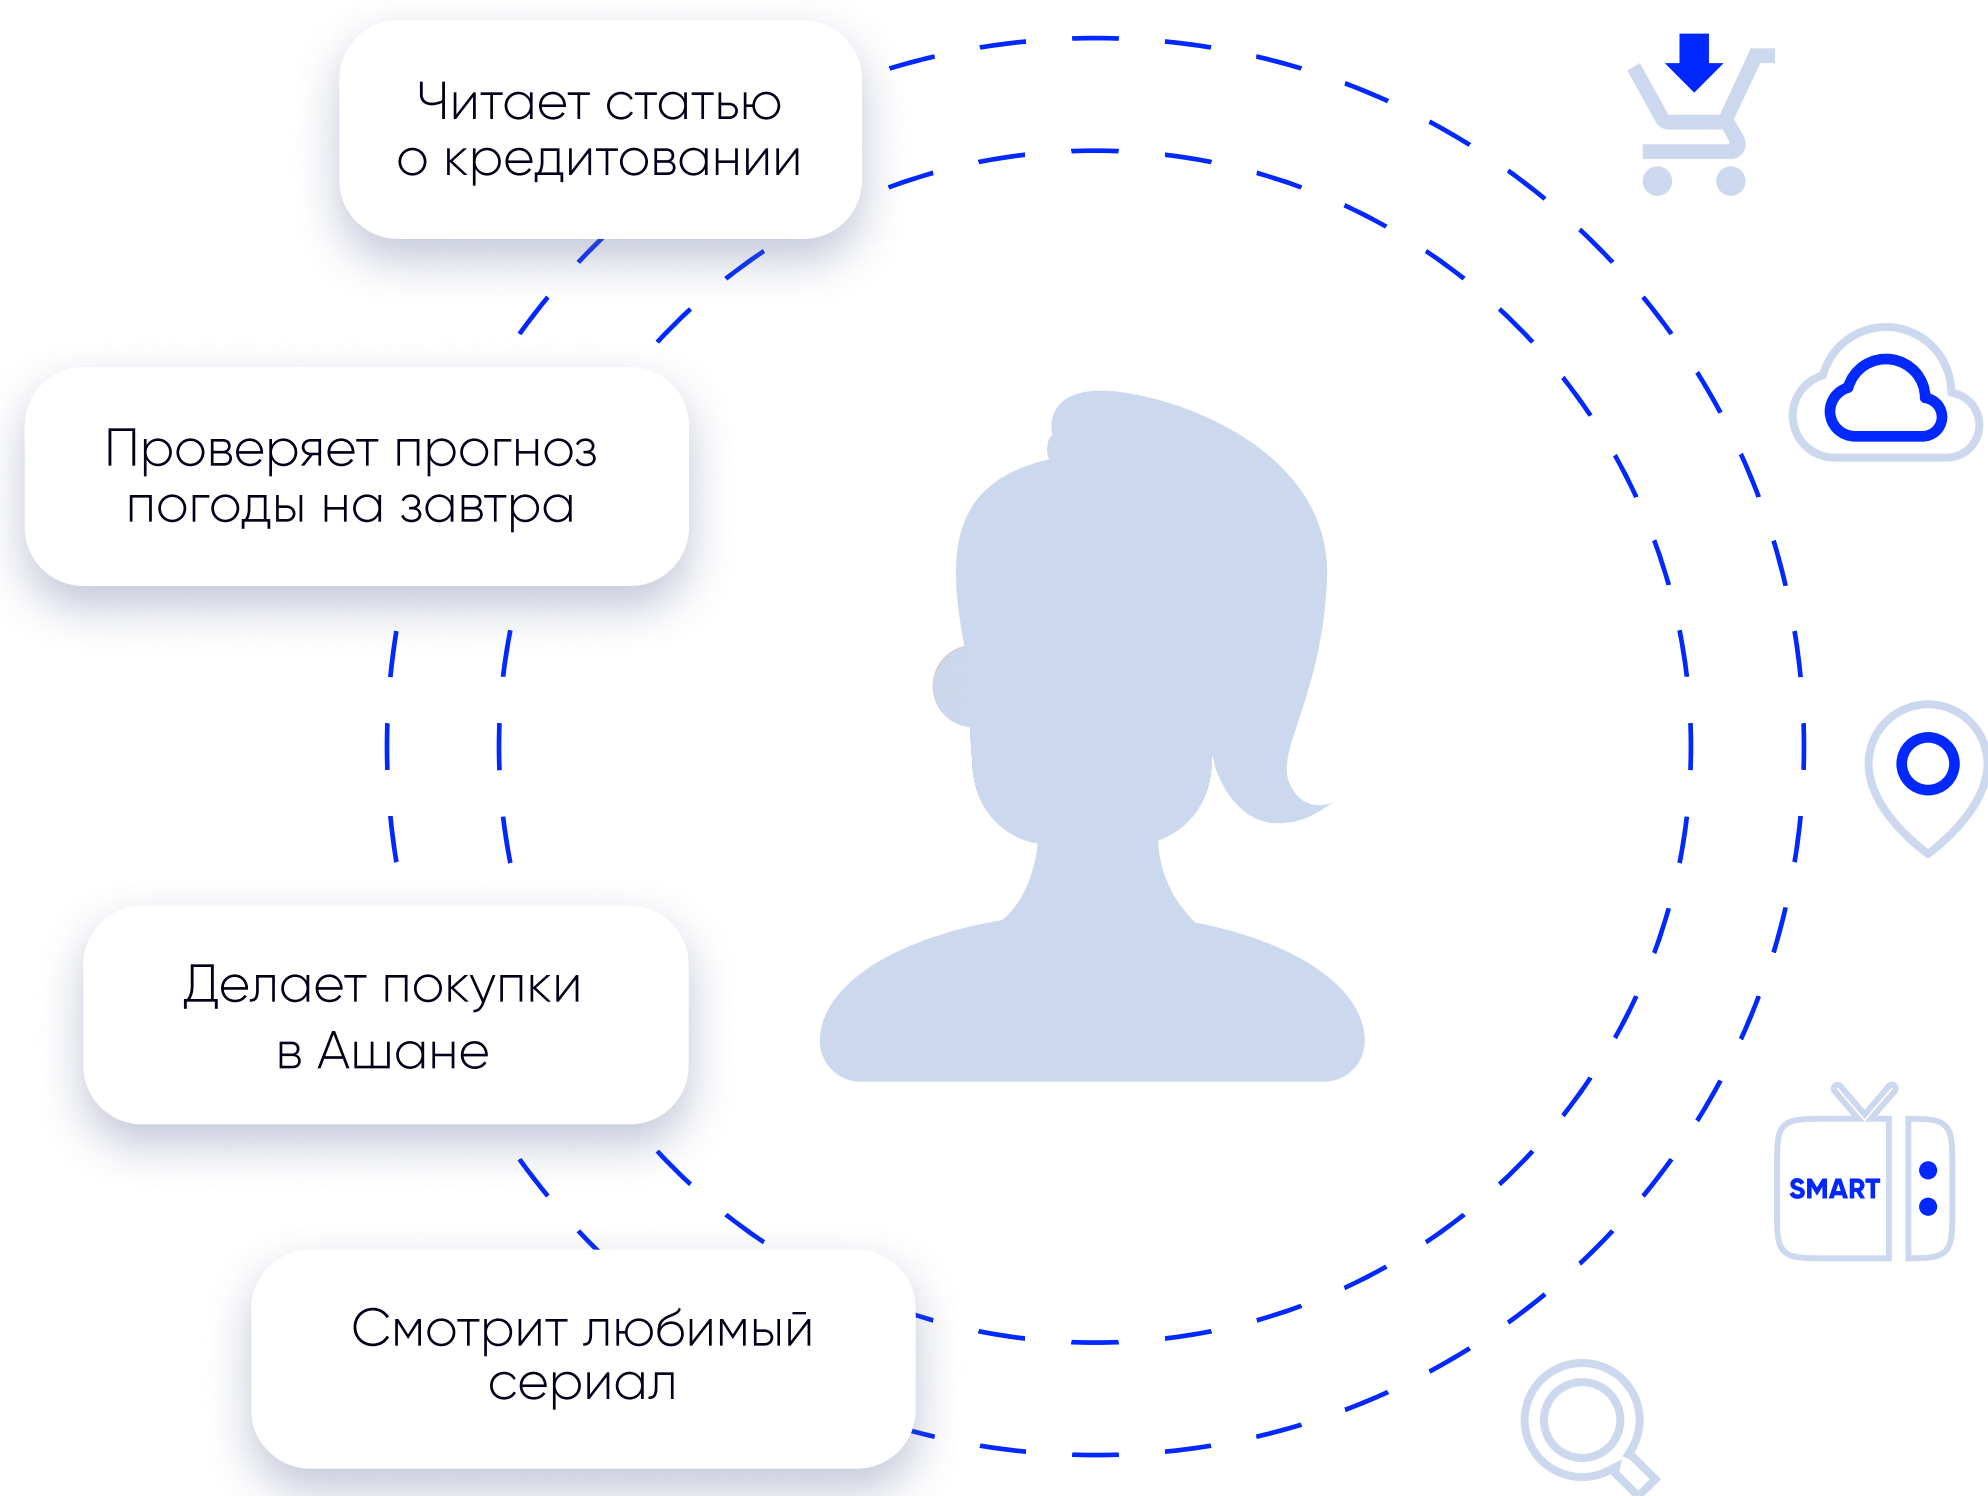 Читает статью
о кредитовании
Проверяет прогноз
погоды на завтра
Делает покупки
в Ашане
SMART
Смотрит любимый
сериал